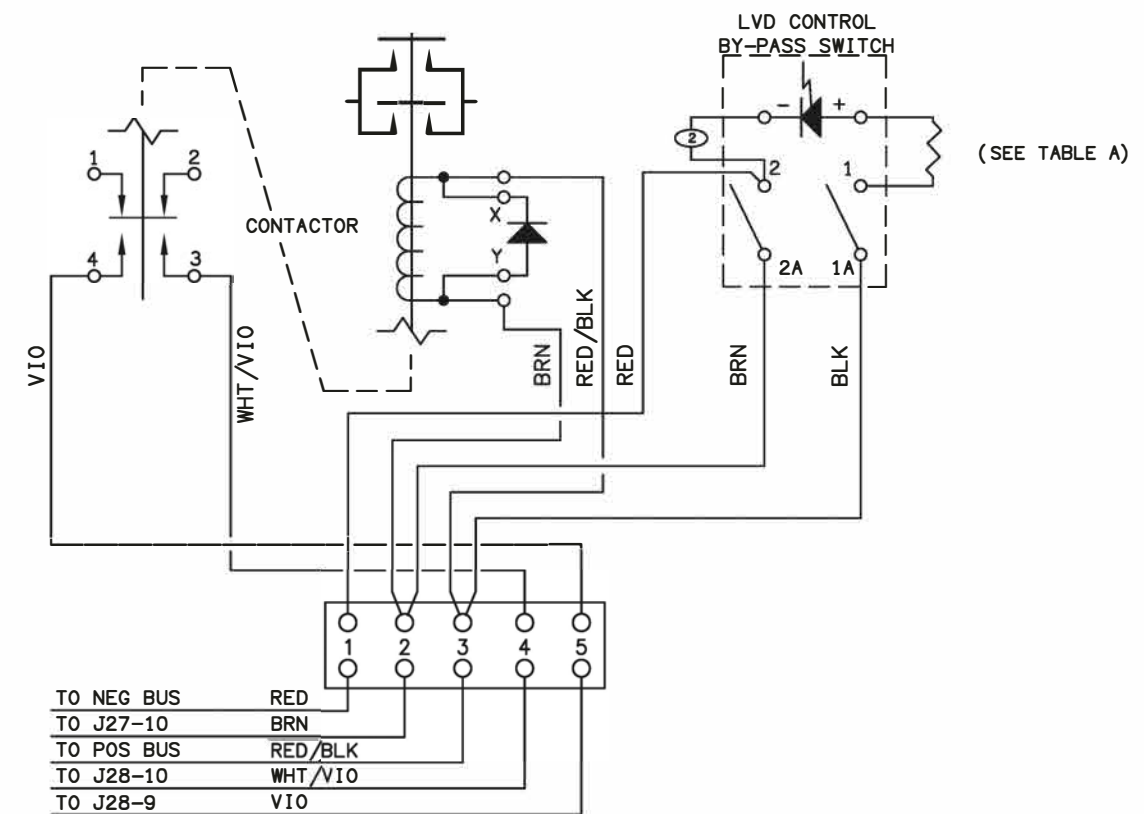 LVD CONTROL
BY-PASS SWITCH
- +
2
(SEE TABLE A)
1 2
2 1
X
CONTACTOR
Y
4 3
2A 1A
VIO
WHT/VIO
BRN
RED/BLK
RED
BRN
BLK
1 2 3 4 5
TO NEG BUS RED
TO J27-10 BRN
TO POS BUS RED/BLK
TO J28-10 WHT/VIO
TO J28-9 VIO